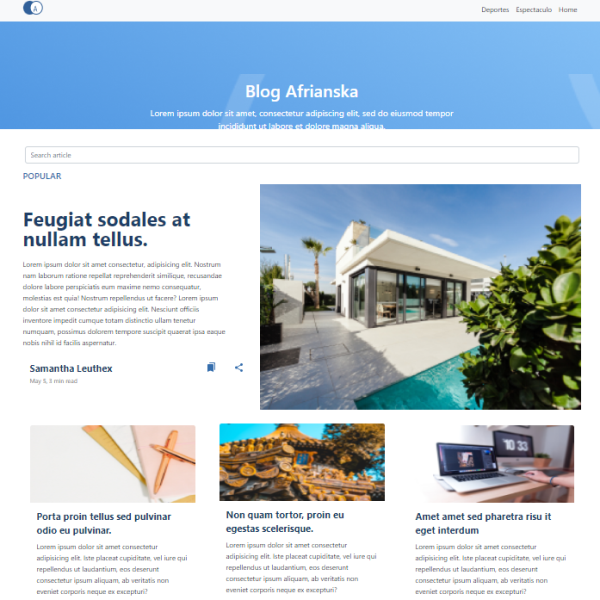 A
Deportes Espectaculo Home
Blog Afrianska
Lorem ipsum dolor sit amet, consectetur adipiscing elit, sed do eiusmod tempor
incididunt ut labore et dolore magna aliqua.
Search article
POPULAR
Feugiat sodales at
nullam tellus.
Lorem ipsum dolor sit amet consectetur, adipisicing elit. Nostrum
nam laborum ratione repellat reprehenderit similique, recusandae
dolore labore perspiciatis eum maxime nemo consequatur,
molestias est quia! Nostrum repellendus ut facere? Lorem ipsum
dolor sit amet consectetur adipisicing elit. Nesciunt officiis
inventore impedit cumque totam distinctio ullam tenetur
numquam, possimus dolorem tempore suscipit quaerat ipsa eaque
nobis nihil id facilis aspernatur.
Samantha Leuthex
May 5, 3 min read
10 33
Porta proin tellus sed pulvinar
odio eu pulvinar.
Lorem ipsum dolor sit amet consectetur
adipisicing elit. Iste placeat cupiditate, vel iure qui
repellendus ut laudantium, eos deserunt
consectetur ipsum aliquam, ab veritatis non
eveniet corporis neque ex excepturi?
Non quam tortor, proin eu
egestas scelerisque.
Lorem ipsum dolor sit amet consectetur
adipisicing elit. Iste placeat cupiditate, vel iure qui
repellendus ut laudantium, eos deserunt
consectetur ipsum aliquam, ab veritatis non
eveniet corporis neque ex excepturi?
Amet amet sed pharetra risu it
eget interdum
Lorem ipsum dolor sit amet consectetur
adipisicing elit. Iste placeat cupiditate, vel iure qui
repellendus ut laudantium, eos deserunt
consectetur ipsum aliquam, ab veritatis non
eveniet corporis neque ex excepturi?